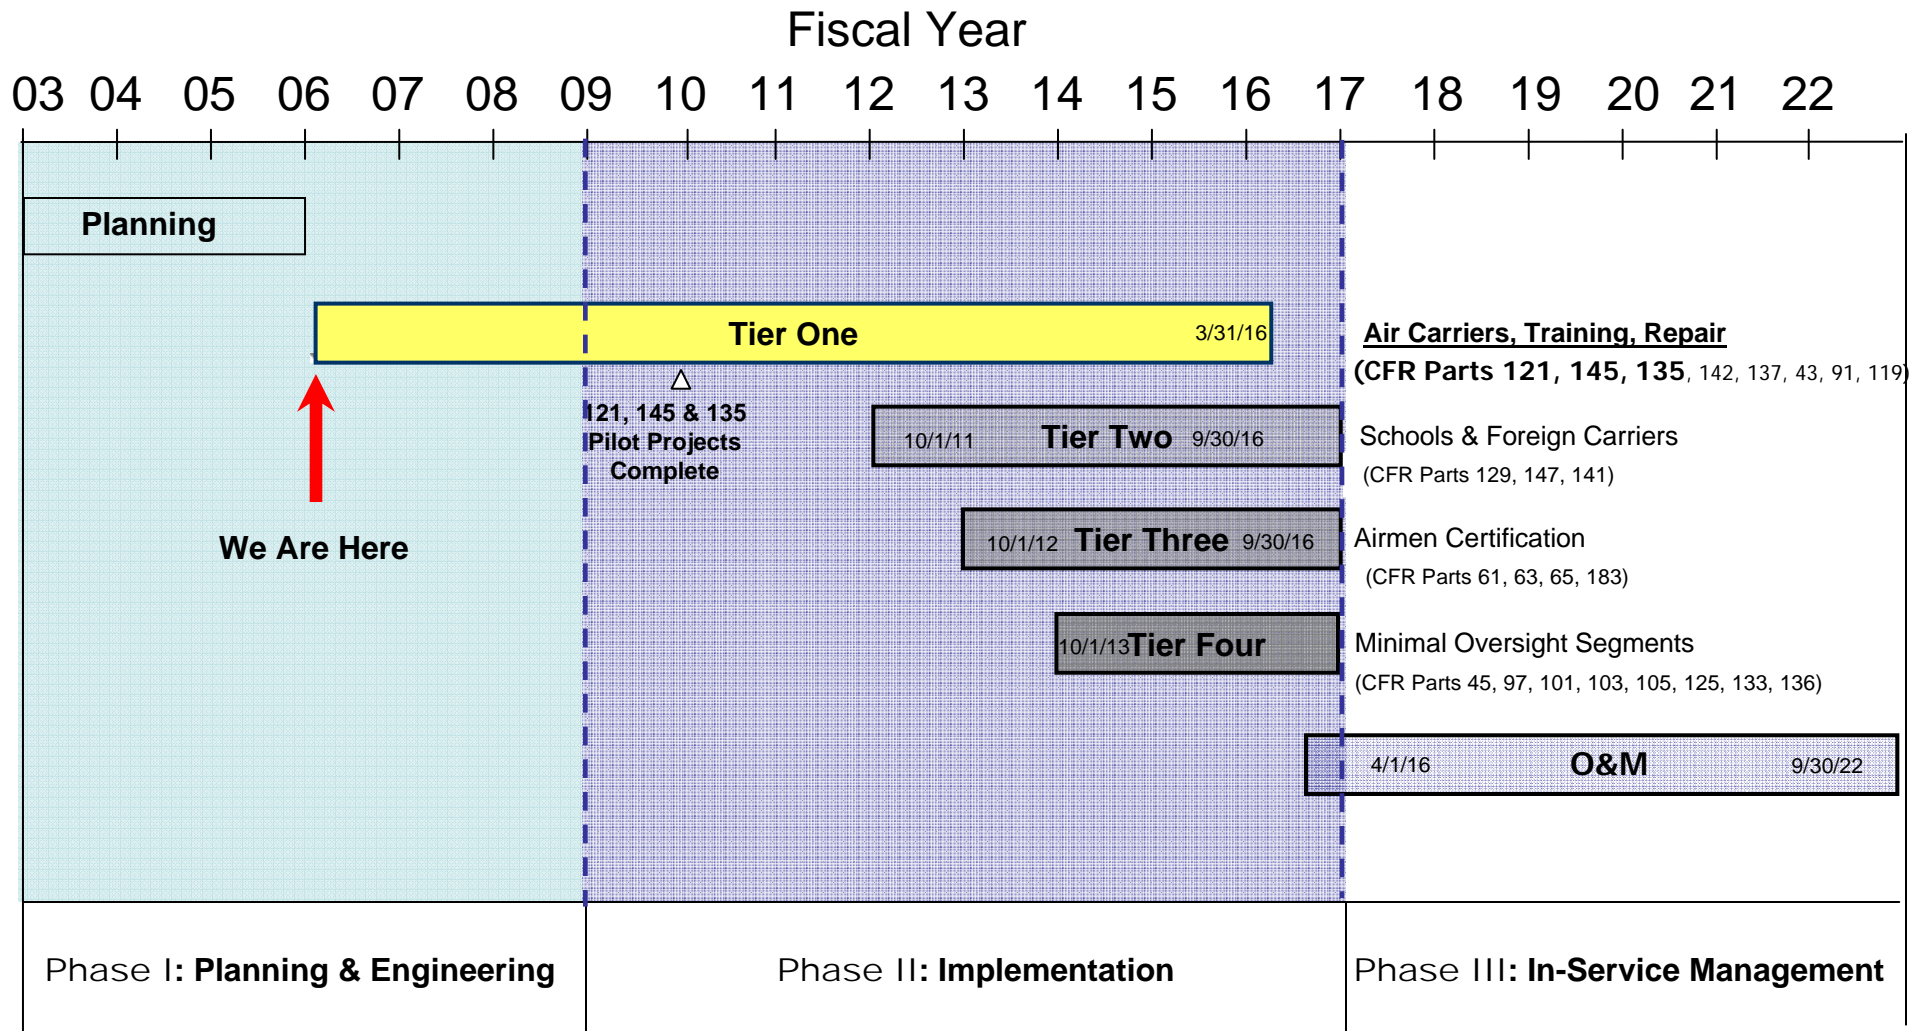 Fiscal Year
03 04 05 06 07 08 09 10 11 12 13 14 15 16 17 18 19 20 21 22
Planning
Tier One 3/31/16
Air Carriers, Training, Repair
(CFR Parts 121, 145, 135, 142, 137, 43, 91, 119)
121, 145 & 135
Pilot Projects
Complete
10/1/11 Tier Two 9/30/16
Schools & Foreign Carriers
(CFR Parts 129, 147, 141)
We Are Here
10/1/12 Tier Three 9/30/16
Airmen Certification
(CFR Parts 61, 63, 65, 183)
10/1/13 Tier Four
Minimal Oversight Segments
(CFR Parts 45, 97, 101, 103, 105, 125, 133, 136)
4/1/16 O&M 9/30/22
Phase I: Planning & Engineering
Phase II: Implementation
Phase III: In-Service Management